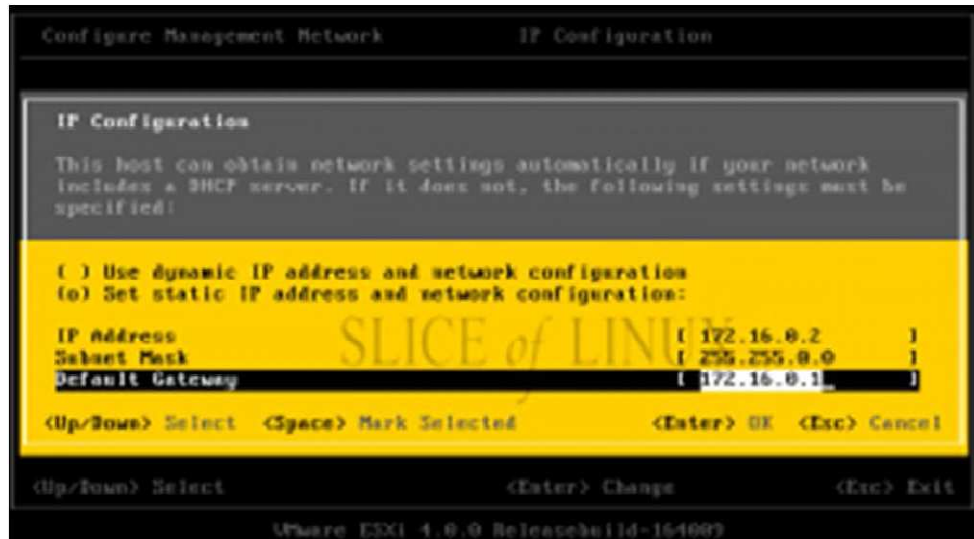 Configure Management Network IP Configuration
IP Configuration
This host can obtain network settings automatically if your network
includes a DHCP server. If it does not, the following settings must be
specified:
( ) Use dynamic IP address and network configuration
(o) Set static IP address and network configuration:
IP Address [ 172.16.0.2 ]
Subnet Mask [ 255.255.0.0 ]
Default Gateway [ 172.16.0.1_ ]
SLICE of LINUX
<Up/Down> Select <Space> Mark Selected <Enter> OK <Esc> Cancel
<Up/Down> Select <Enter> Change <Esc> Exit
VMware ESXi 4.0.0 Releasebuild-164009